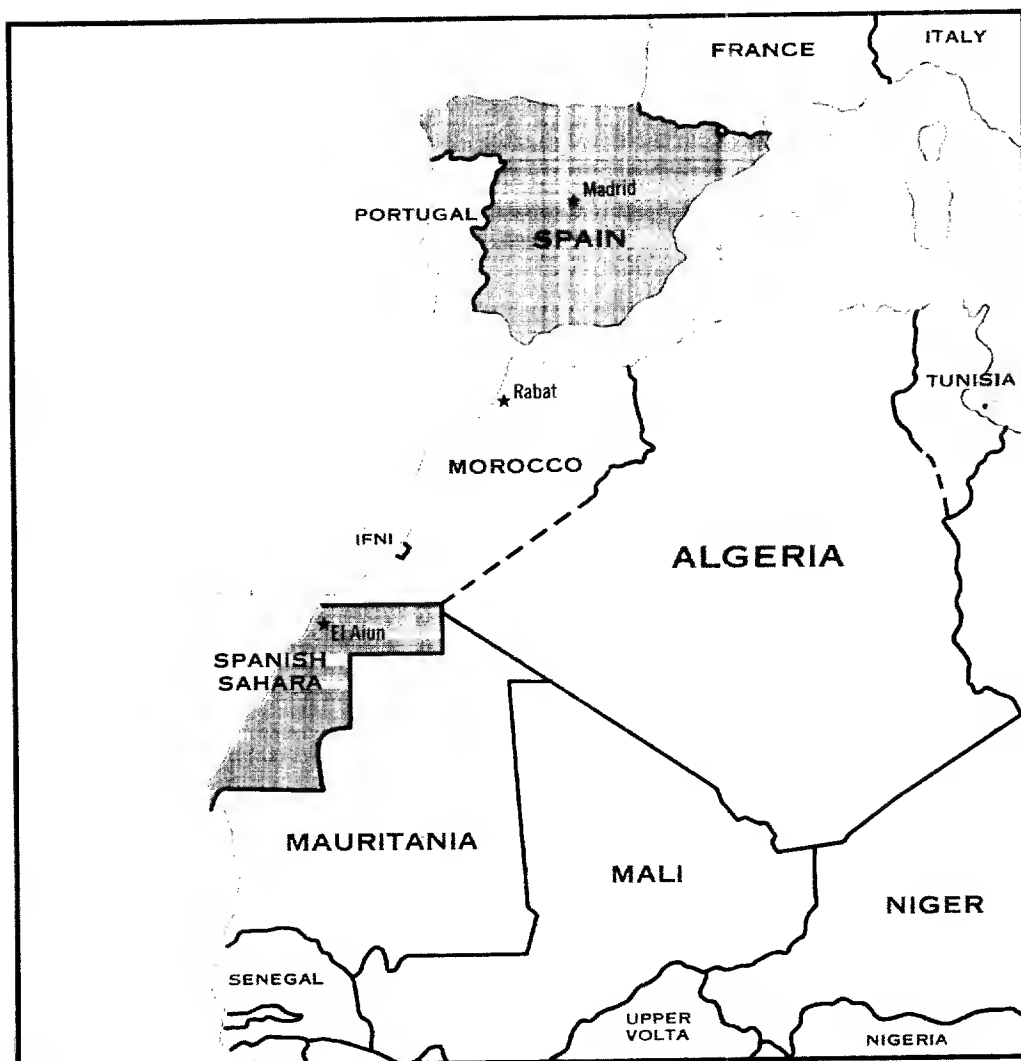 FRANCE
ITALY
Madrid
PORTUGAL
SPAIN
TUNISIA
Rabat
MOROCCO
IFNI
ALGERIA
El Aiun
SPANISH
SAHARA
MAURITANIA
MALI
NIGER
SENEGAL
UPPER
VOLTA
NIGERIA